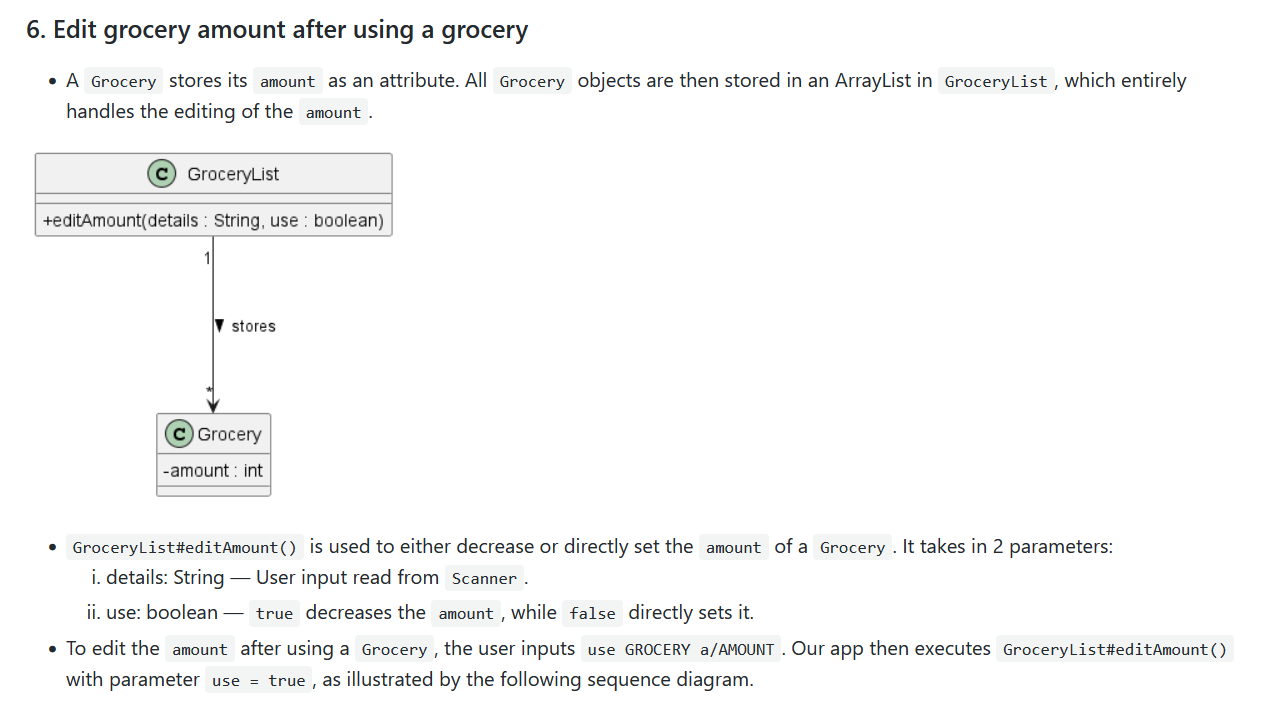 6. Edit grocery amount after using a grocery
• A Grocery stores its amount as an attribute. All Grocery objects are then stored in an ArrayList in GroceryList, which entirely
handles the editing of the amount.
C GroceryList
+editAmount(details : String, use : boolean)
1
stores
*
C Grocery
-amount : int
• GroceryList#editAmount() is used to either decrease or directly set the amount of a Grocery. It takes in 2 parameters:
i. details: String — User input read from Scanner.
ii. use: boolean — true decreases the amount, while false directly sets it.
• To edit the amount after using a Grocery, the user inputs use GROCERY a/AMOUNT. Our app then executes GroceryList#editAmount()
with parameter use = true, as illustrated by the following sequence diagram.